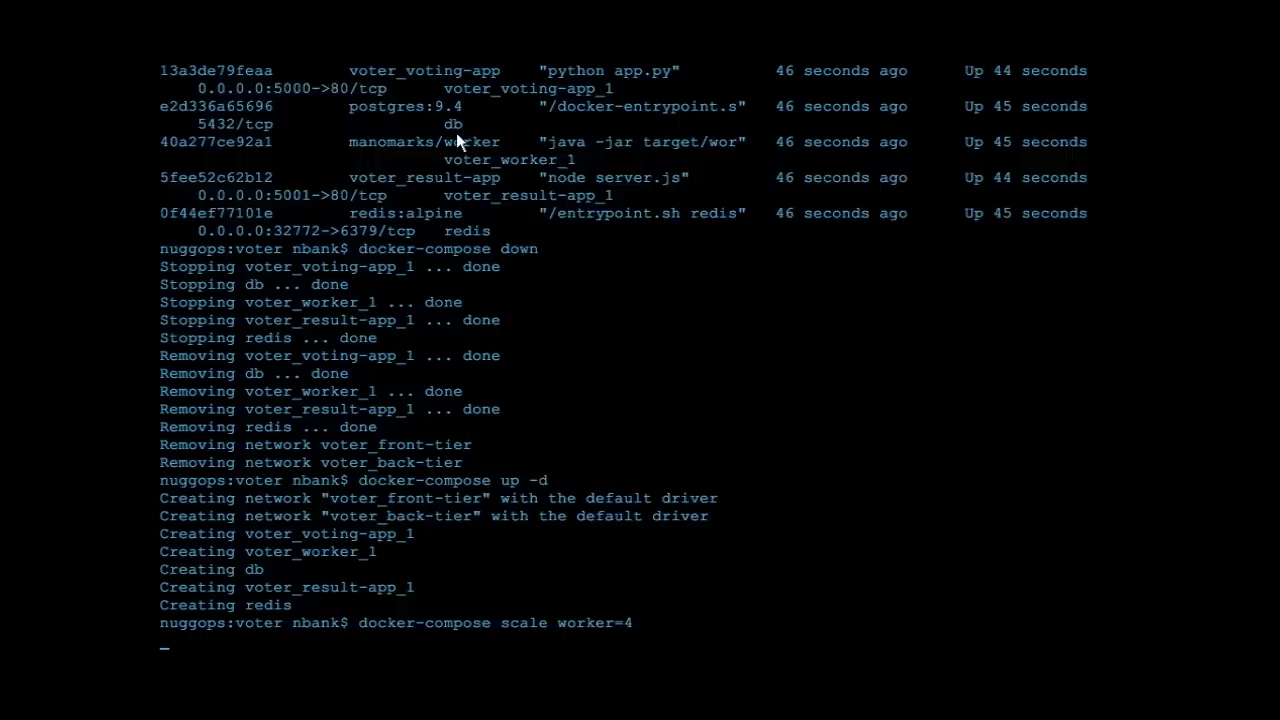 13a3de79feaa voter_voting-app "python app.py" 46 seconds ago Up 44 seconds
0.0.0.0:5000->80/tcp voter_voting-app_1
e2d336a65696 postgres:9.4 "/docker-entrypoint.s" 46 seconds ago Up 45 seconds
5432/tcp db
40a277ce92a1 manomarks/worker "java -jar target/wor" 46 seconds ago Up 45 seconds
voter_worker_1
5fee52c62b12 voter_result-app "node server.js" 46 seconds ago Up 44 seconds
0.0.0.0:5001->80/tcp voter_result-app_1
0f44ef77101e redis:alpine "/entrypoint.sh redis" 46 seconds ago Up 45 seconds
0.0.0.0:32772->6379/tcp redis
nuggops:voter nbank$ docker-compose down
Stopping voter_voting-app_1 ... done
Stopping db ... done
Stopping voter_worker_1 ... done
Stopping voter_result-app_1 ... done
Stopping redis ... done
Removing voter_voting-app_1 ... done
Removing db ... done
Removing voter_worker_1 ... done
Removing voter_result-app_1 ... done
Removing redis ... done
Removing network voter_front-tier
Removing network voter_back-tier
nuggops:voter nbank$ docker-compose up -d
Creating network "voter_front-tier" with the default driver
Creating network "voter_back-tier" with the default driver
Creating voter_voting-app_1
Creating voter_worker_1
Creating db
Creating voter_result-app_1
Creating redis
nuggops:voter nbank$ docker-compose scale worker=4